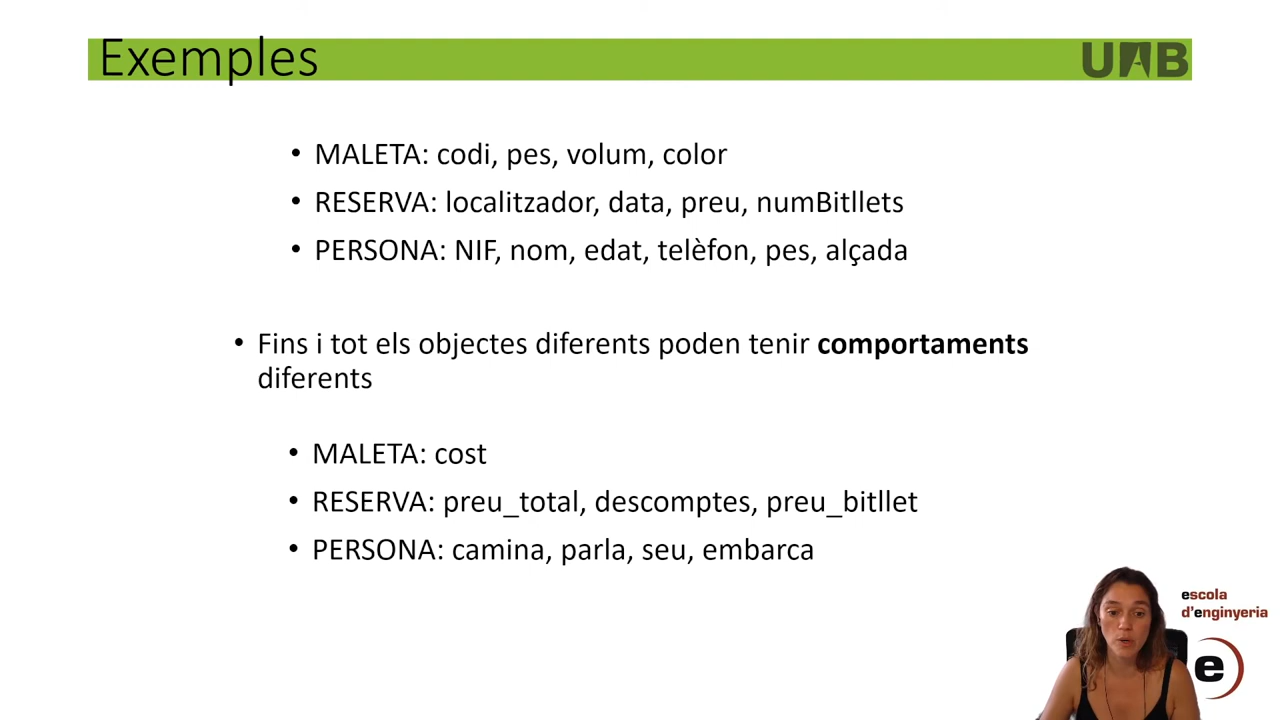 Exemples
UAB
• MALETA: codi, pes, volum, color
• RESERVA: localitzador, data, preu, numBitllets
• PERSONA: NIF, nom, edat, telèfon, pes, alçada
• Fins i tot els objectes diferents poden tenir comportaments
diferents
• MALETA: cost
• RESERVA: preu_total, descomptes, preu_bitllet
• PERSONA: camina, parla, seu, embarca
escola
d'enginyeria
e